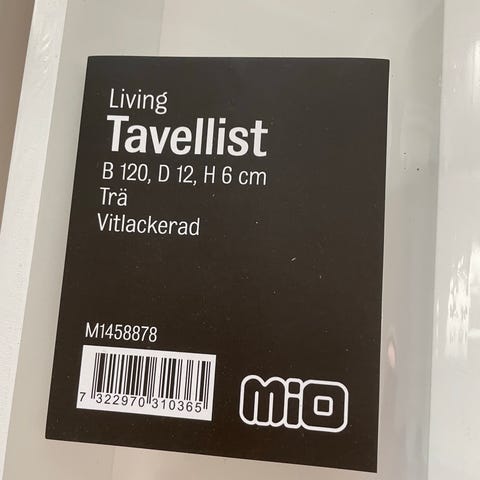 Living
Tavellist
B 120, D 12, H 6 cm
Trä
Vitlackerad
M1458878
7 322970 310365
mio